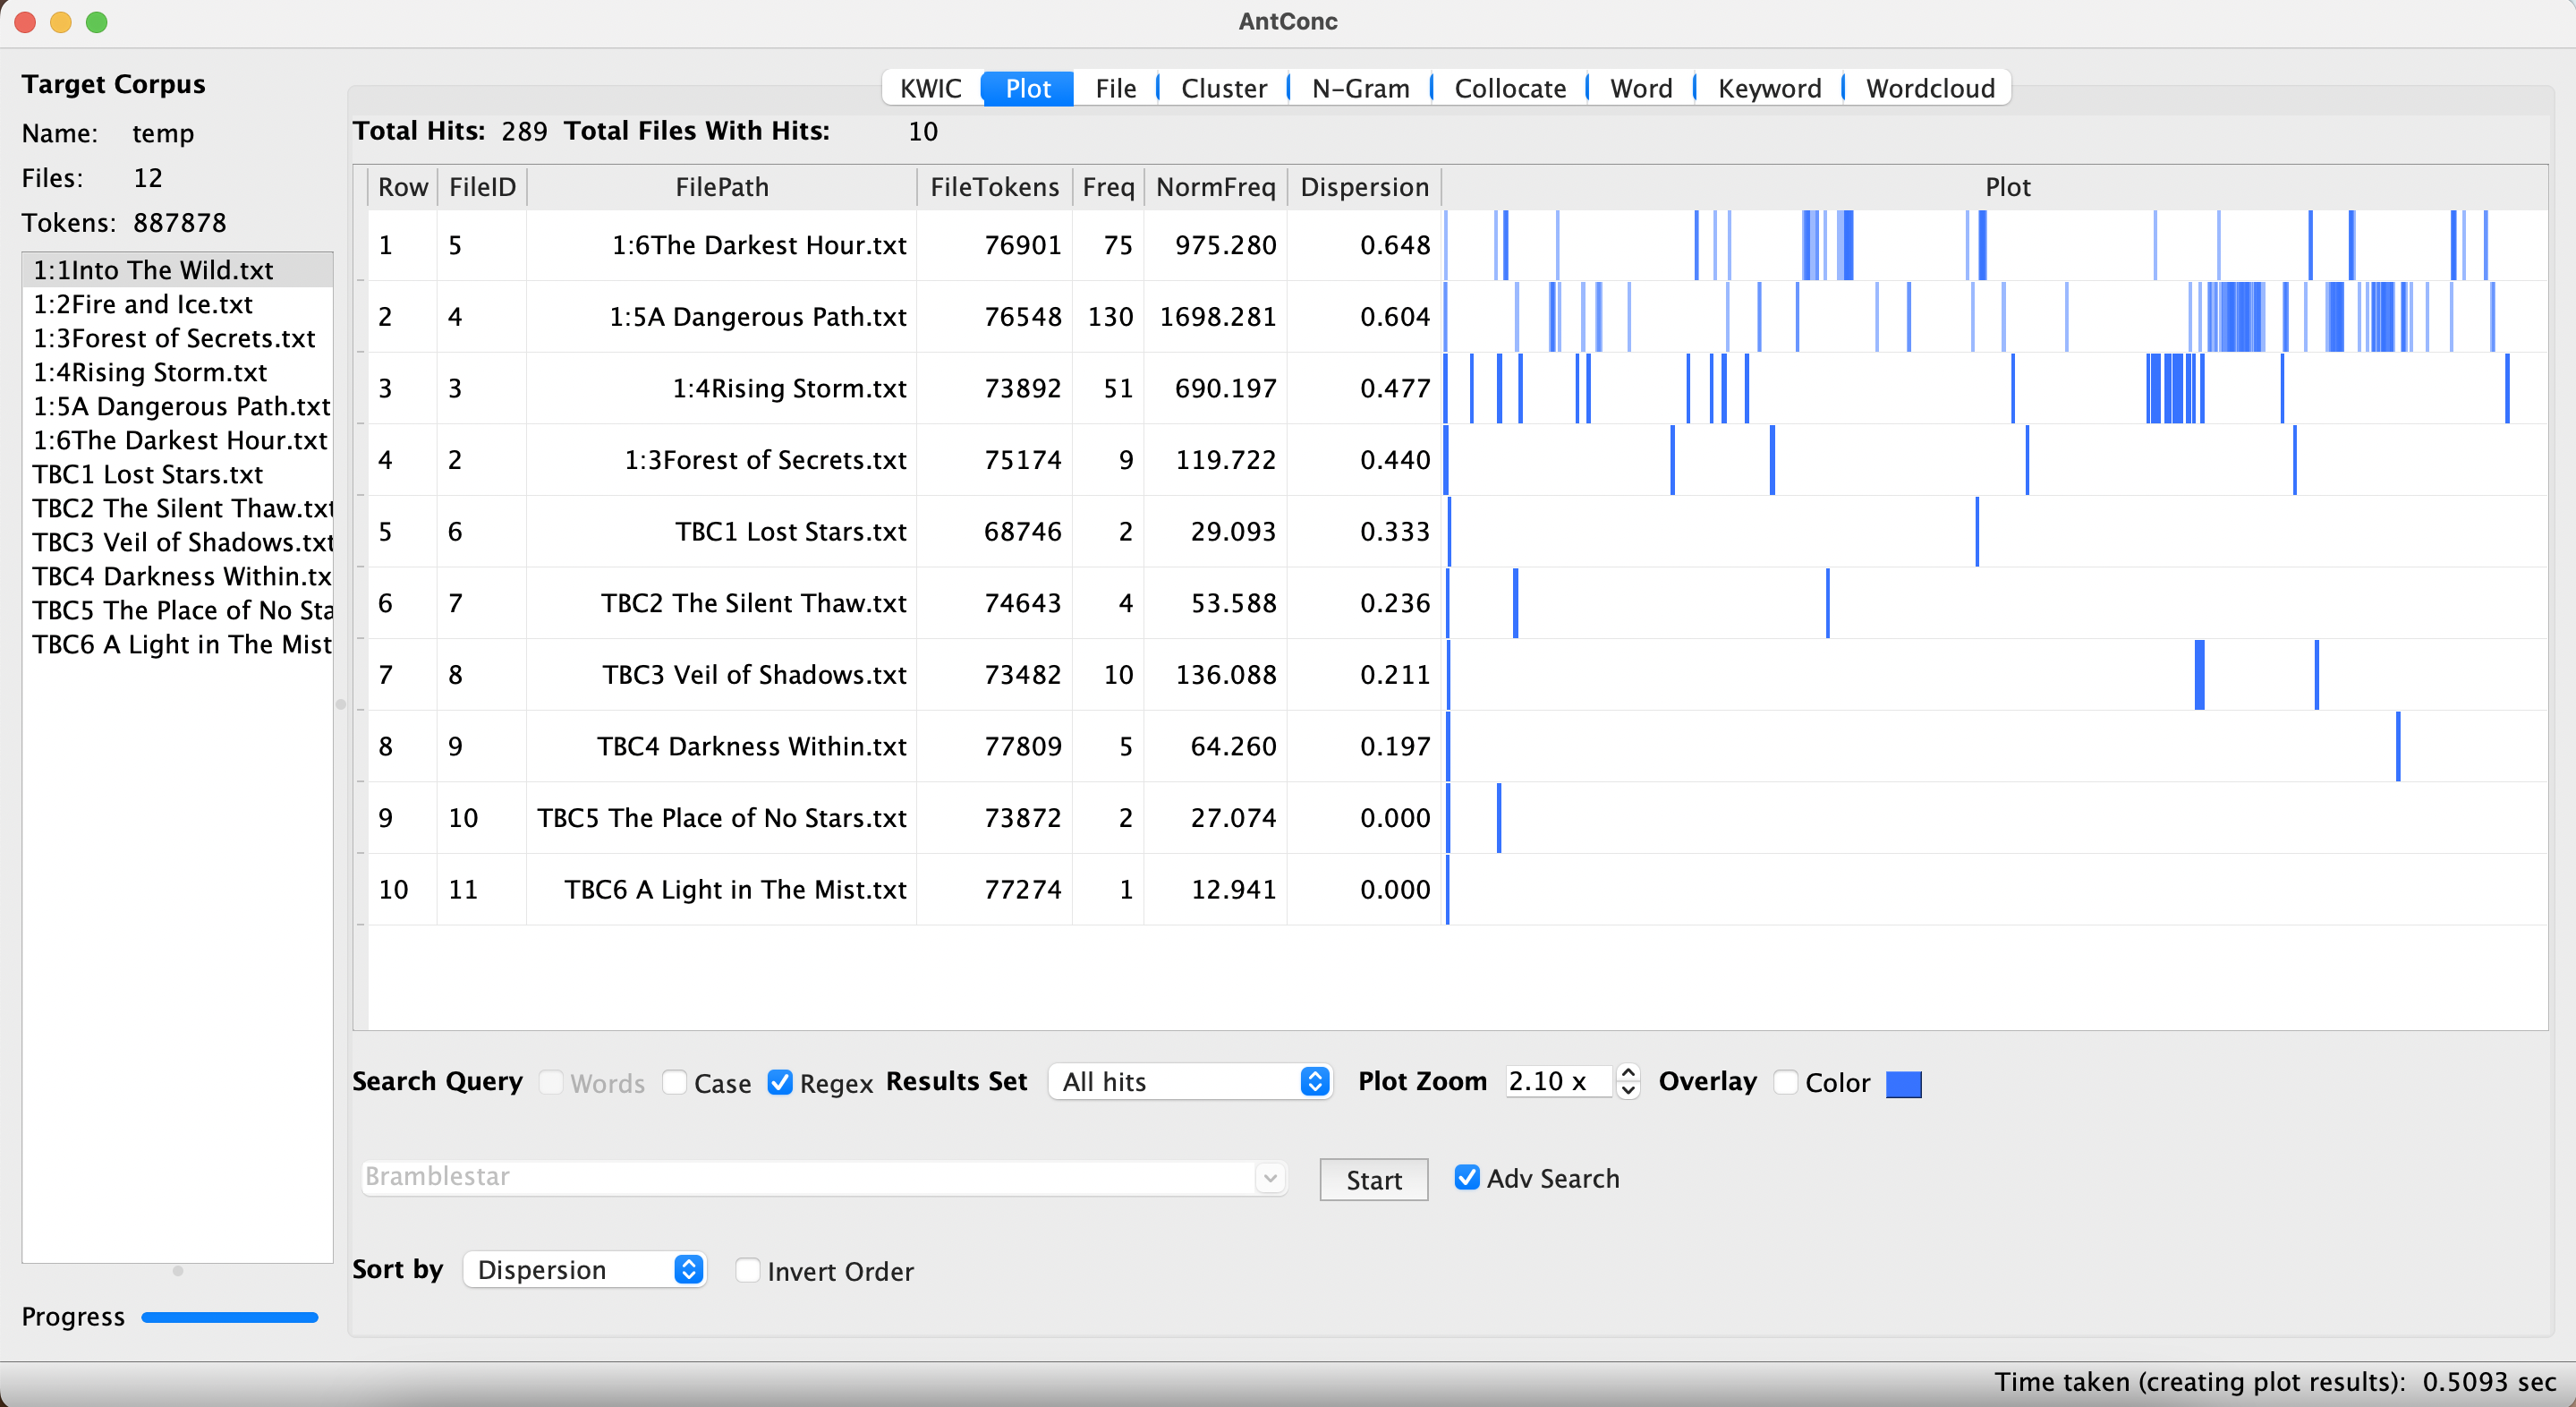 AntConc
Target Corpus
Name: temp
Files: 12
Tokens: 887878
1:1Into The Wild.txt
1:2Fire and Ice.txt
1:3Forest of Secrets.txt
1:4Rising Storm.txt
1:5A Dangerous Path.txt
1:6The Darkest Hour.txt
TBC1 Lost Stars.txt
TBC2 The Silent Thaw.txt
TBC3 Veil of Shadows.txt
TBC4 Darkness Within.tx
TBC5 The Place of No Sta
TBC6 A Light in The Mist
Progress
KWIC Plot File Cluster N-Gram Collocate Word Keyword Wordcloud
Total Hits: 289 Total Files With Hits: 10
Row FileID FilePath FileTokens Freq NormFreq Dispersion Plot
1 5 1:6The Darkest Hour.txt 76901 75 975.280 0.648
2 4 1:5A Dangerous Path.txt 76548 130 1698.281 0.604
3 3 1:4Rising Storm.txt 73892 51 690.197 0.477
4 2 1:3Forest of Secrets.txt 75174 9 119.722 0.440
5 6 TBC1 Lost Stars.txt 68746 2 29.093 0.333
6 7 TBC2 The Silent Thaw.txt 74643 4 53.588 0.236
7 8 TBC3 Veil of Shadows.txt 73482 10 136.088 0.211
8 9 TBC4 Darkness Within.txt 77809 5 64.260 0.197
9 10 TBC5 The Place of No Stars.txt 73872 2 27.074 0.000
10 11 TBC6 A Light in The Mist.txt 77274 1 12.941 0.000
Search Query Words Case Regex Results Set All hits Plot Zoom 2.10 x Overlay Color
Bramblestar Start Adv Search
Sort by Dispersion Invert Order
Time taken (creating plot results): 0.5093 sec